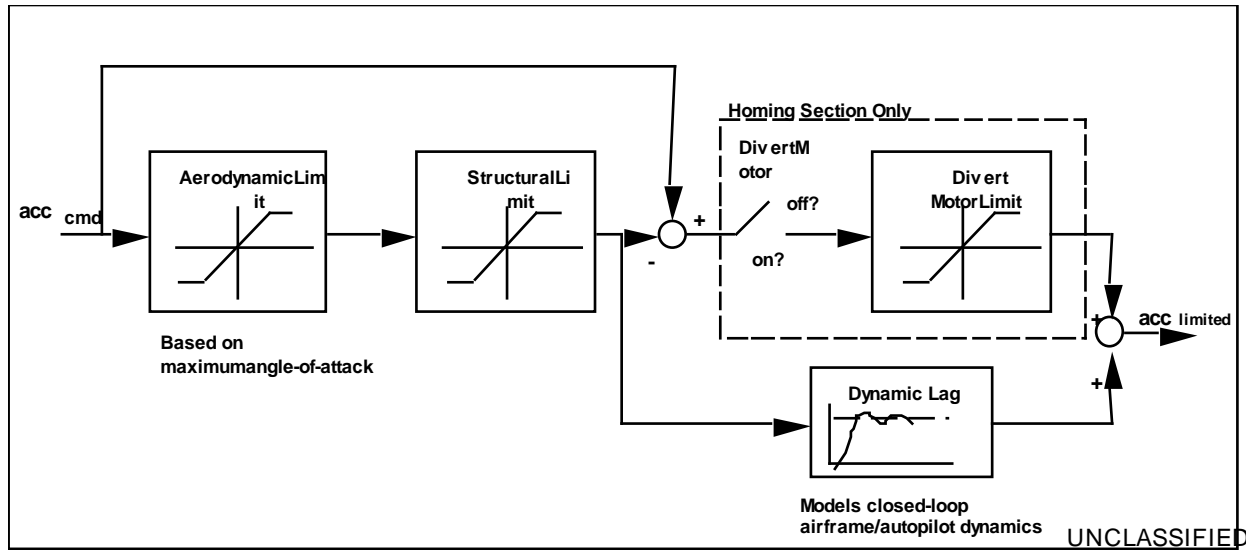 Homing Section Only
DivertM
otor
AerodynamicLim
it
StructuralLi
mit
Divert
MotorLimit
off?
on?
acc cmd
+
-
Based on
maximumangle-of-attack
+
acc limited
+
Dynamic Lag
Models closed-loop
airframe/autopilot dynamics
UNCLASSIFIED